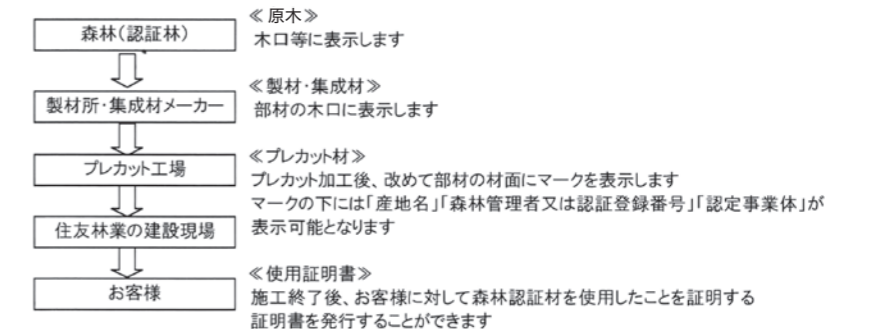 ≪原木≫
森林(認証林)
木口等に表示します
≪製材・集成材≫
製材所・集成材メーカー
部材の木口に表示します
≪プレカット材≫
プレカット工場
プレカット加工後、改めて部材の材面にマークを表示します
マークの下には「産地名」「森林管理者又は認証登録番号」「認定事業体」が
住友林業の建設現場
表示可能となります
≪使用証明書≫
お客様
施工終了後、お客様に対して森林認証材を使用したことを証明する
証明書を発行することができます